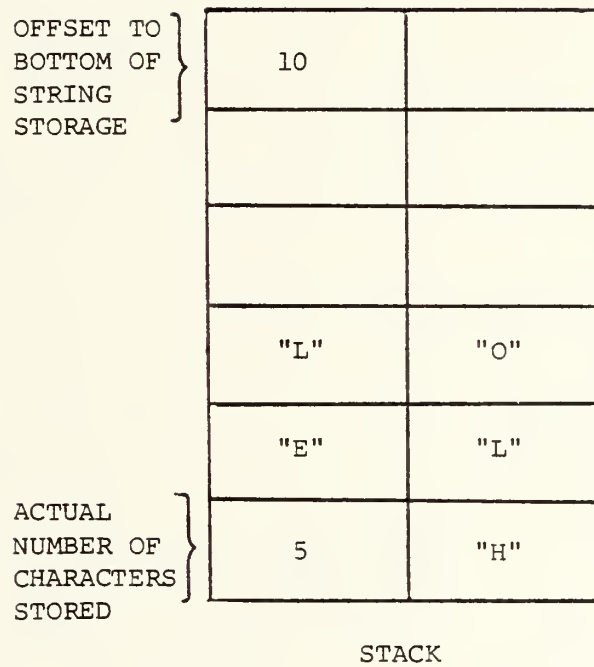 OFFSET TO
BOTTOM OF
STRING
STORAGE
10
"L" "O"
"E" "L"
ACTUAL
NUMBER OF
CHARACTERS
STORED
5 "H"
STACK